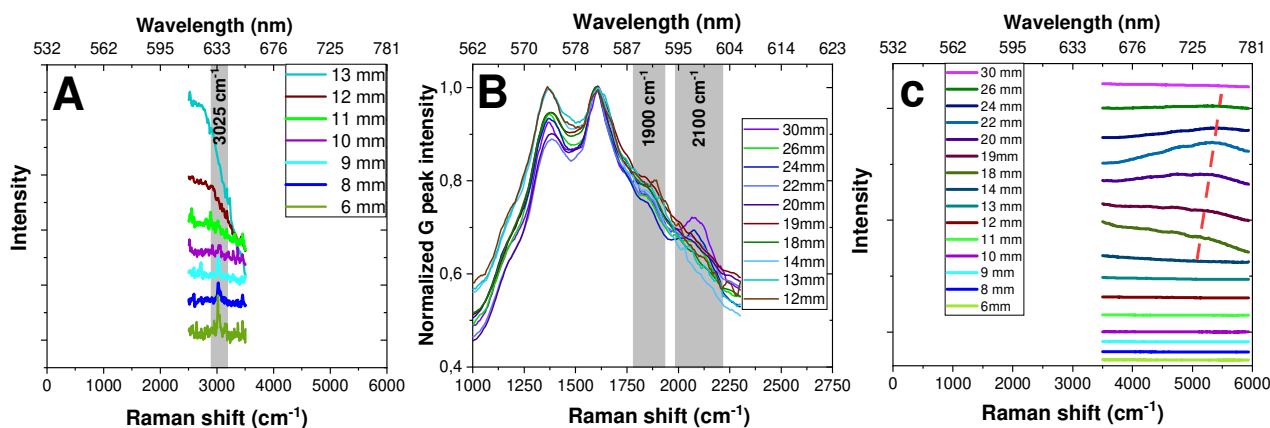 Wavelength (nm)
532 562 595 633 676 725 781
A
3025 cm⁻¹
13 mm
12 mm
11 mm
10 mm
9 mm
8 mm
6 mm
Intensity
0 1000 2000 3000 4000 5000 6000
Raman shift (cm⁻¹)
Wavelength (nm)
562 570 578 587 595 604 614 623
B
1900 cm⁻¹
2100 cm⁻¹
1,0
0,8
0,6
0,4
Normalized G peak intensity
30mm
26mm
24mm
22mm
20mm
19mm
18mm
14mm
13mm
12mm
1000 1250 1500 1750 2000 2250 2500 2750
Raman shift (cm⁻¹)
Wavelength (nm)
532 562 595 633 676 725 781
C
30 mm
26 mm
24 mm
22 mm
20 mm
19mm
18 mm
14 mm
13 mm
12 mm
11 mm
10 mm
9 mm
8 mm
6mm
Intensity
0 1000 2000 3000 4000 5000 6000
Raman shift (cm⁻¹)